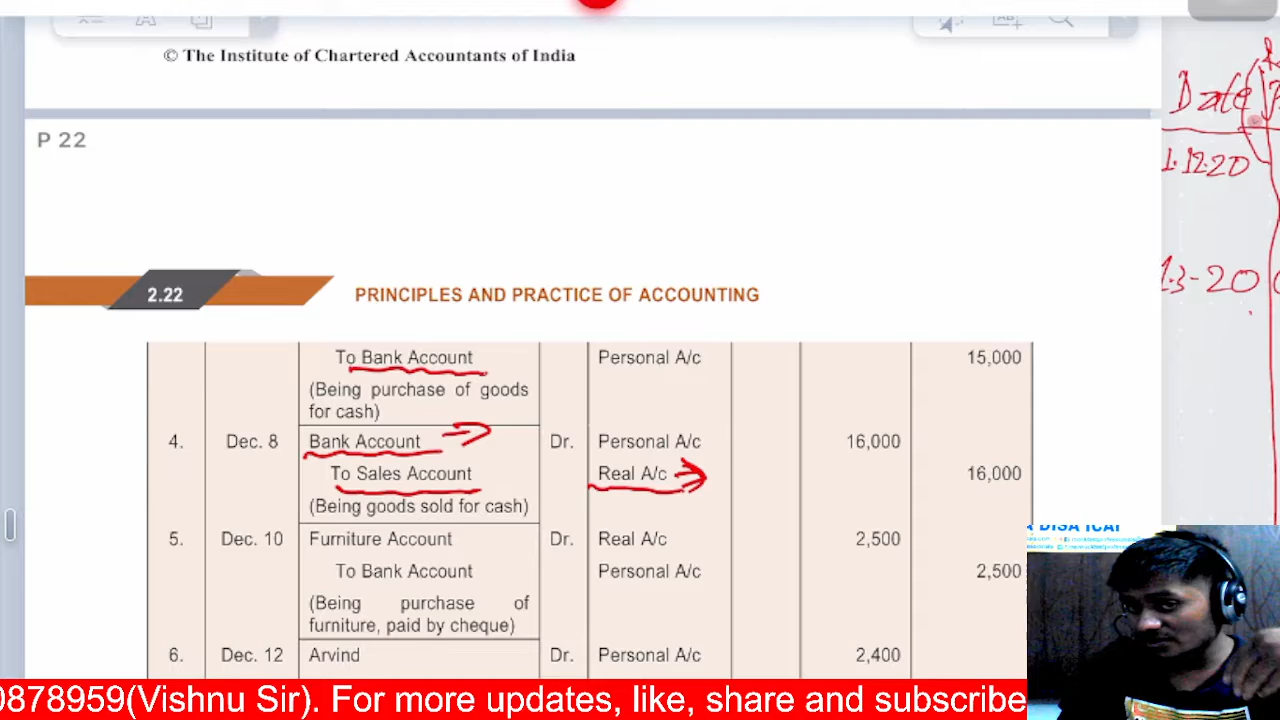 © The Institute of Chartered Accountants of India
P 22
2.22 PRINCIPLES AND PRACTICE OF ACCOUNTING
To Bank Account Personal A/c 15,000
(Being purchase of goods
for cash)
4. Dec. 8 Bank Account Dr. Personal A/c 16,000
To Sales Account Real A/c 16,000
(Being goods sold for cash)
5. Dec. 10 Furniture Account Dr. Real A/c 2,500
To Bank Account Personal A/c 2,500
(Being purchase of
furniture, paid by cheque)
6. Dec. 12 Arvind Dr. Personal A/c 2,400
Date
1.12.20
1.3-20
DISA ICAI
0878959(Vishnu Sir). For more updates, like, share and subscribe